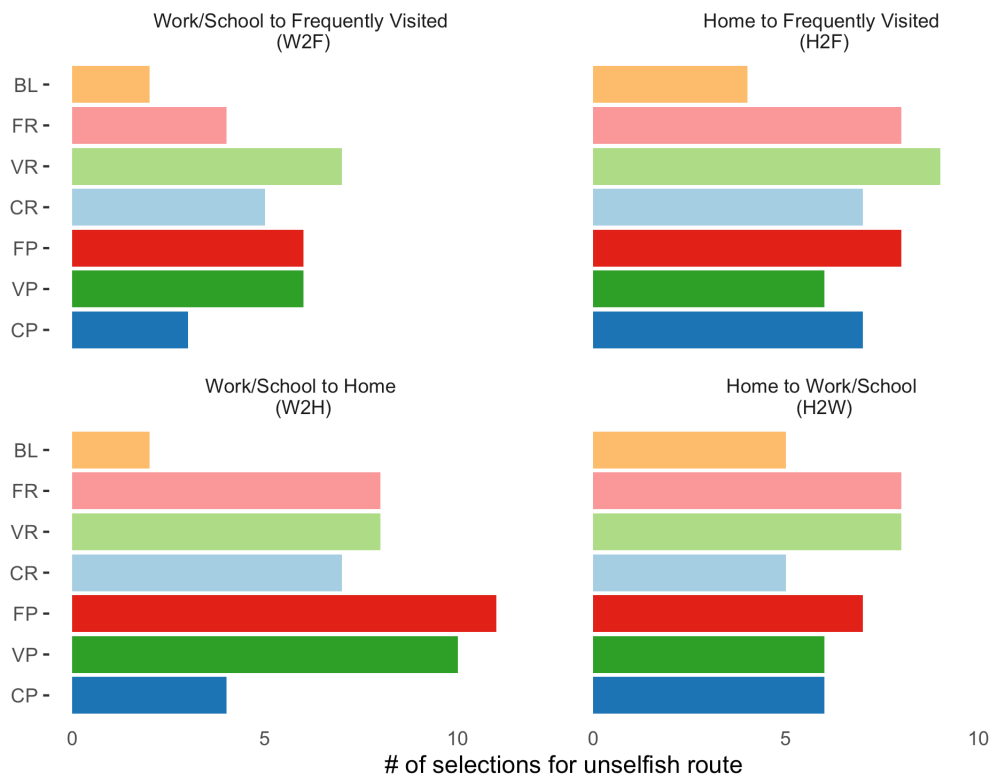 Work/School to Frequently Visited
(W2F)
Home to Frequently Visited
(H2F)
BL
FR
VR
CR
FP
VP
CP
Work/School to Home
(W2H)
Home to Work/School
(H2W)
BL
FR
VR
CR
FP
VP
CP
0 5 10 0 5 10
# of selections for unselfish route